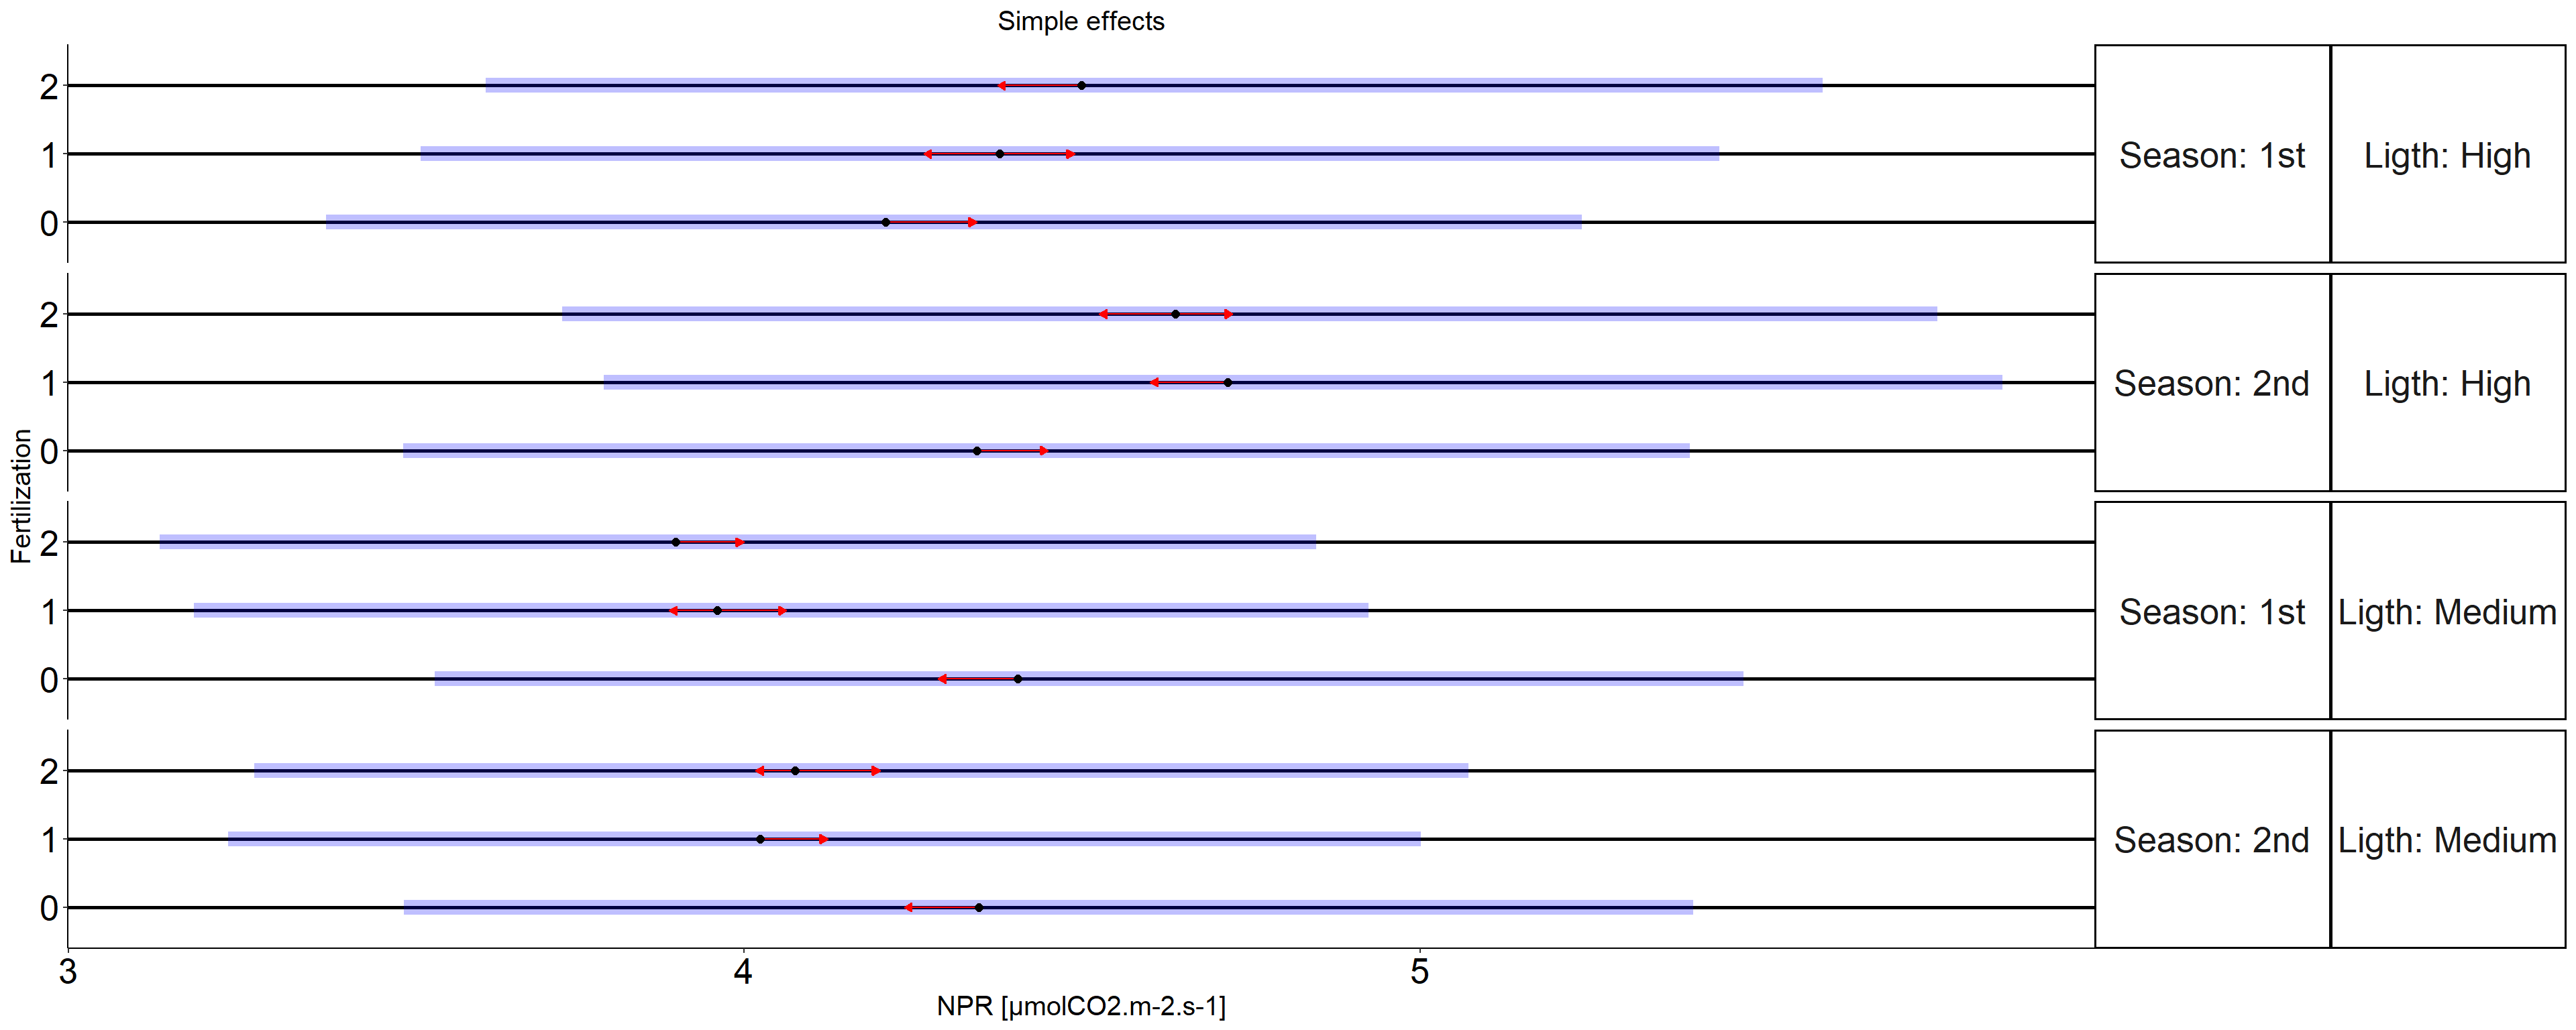 Simple effects
2
1
0
Season: 1st
Ligth: High
2
1
0
Season: 2nd
Ligth: High
Fertilization
2
1
0
Season: 1st
Ligth: Medium
2
1
0
Season: 2nd
Ligth: Medium
3 4 5
NPR [µmolCO2.m-2.s-1]